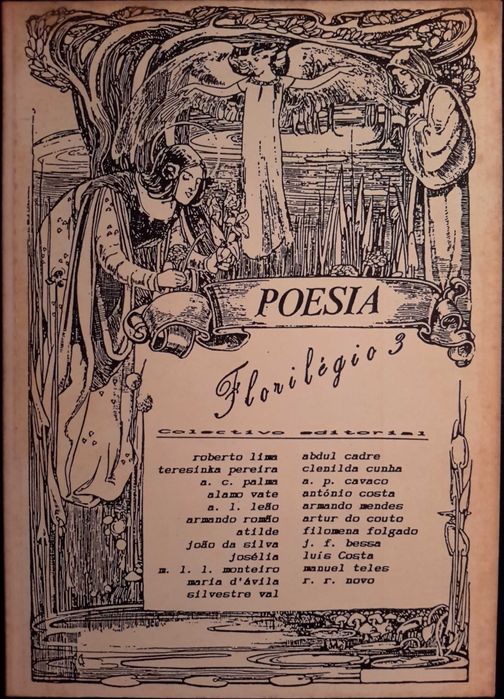 POESIA
Florilégio 3
Colectivo editorial
roberto lima
teresinka pereira
a. c. palma
alamo vate
a. l. leão
armando romão
atilde
joão da silva
josélia
m. l. l. monteiro
maria d'ávila
silvestre val
abdul cadre
clenilda cunha
a. p. cavaco
antónio costa
armando mendes
artur do couto
filomena folgado
j. f. bessa
luís Costa
manuel teles
r. r. novo